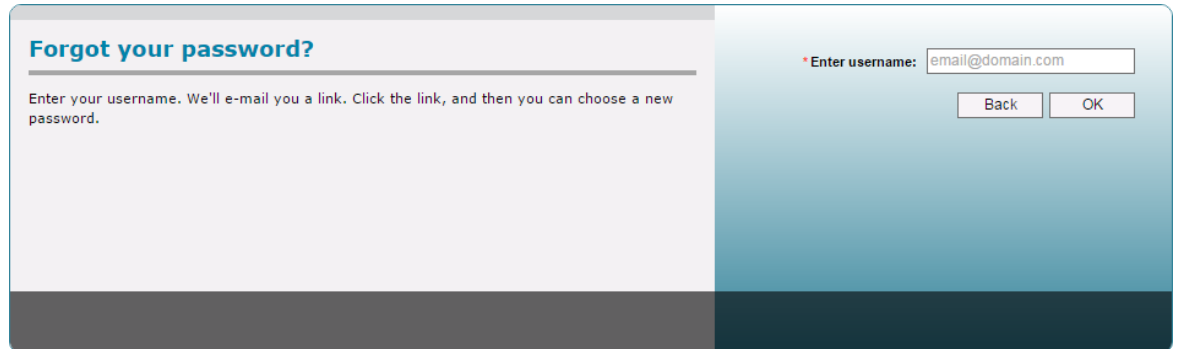 Forgot your password?
Enter your username. We'll e-mail you a link. Click the link, and then you can choose a new
password.
*Enter username: email@domain.com
Back OK